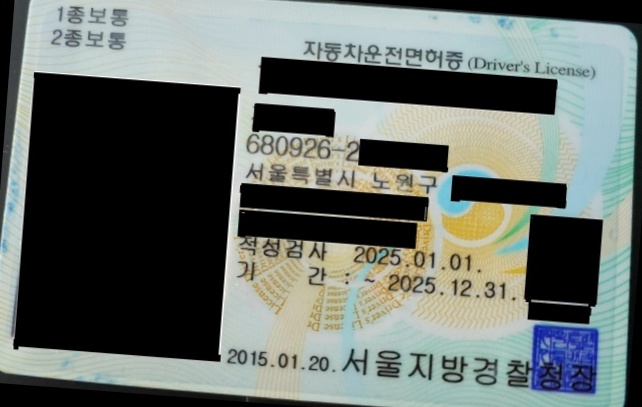 1종보통
2종보통
자동차운전면허증 (Driver's License)
680926-2
서울특별시 노원구
적성검사 2025.01.01.
기 간 : ~ 2025.12.31.
2015.01.20. 서울지방경찰청장